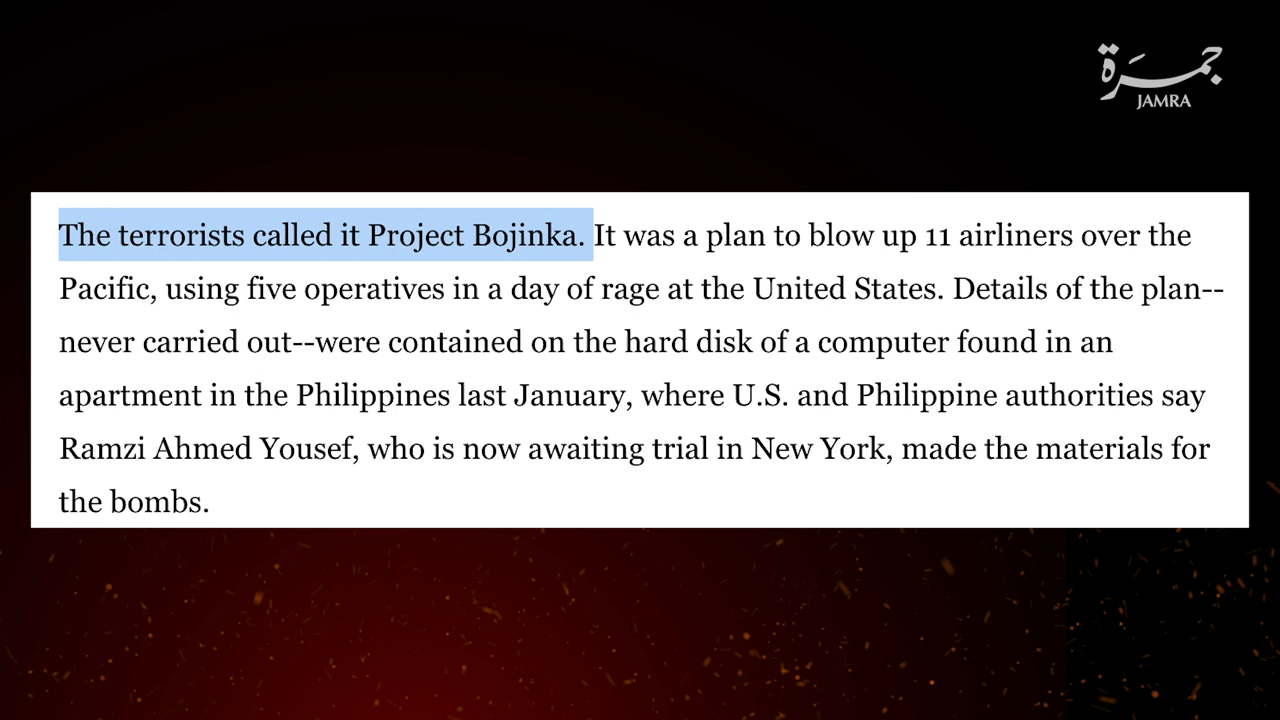 جمرة
JAMRA
The terrorists called it Project Bojinka. It was a plan to blow up 11 airliners over the
Pacific, using five operatives in a day of rage at the United States. Details of the plan--
never carried out--were contained on the hard disk of a computer found in an
apartment in the Philippines last January, where U.S. and Philippine authorities say
Ramzi Ahmed Yousef, who is now awaiting trial in New York, made the materials for
the bombs.